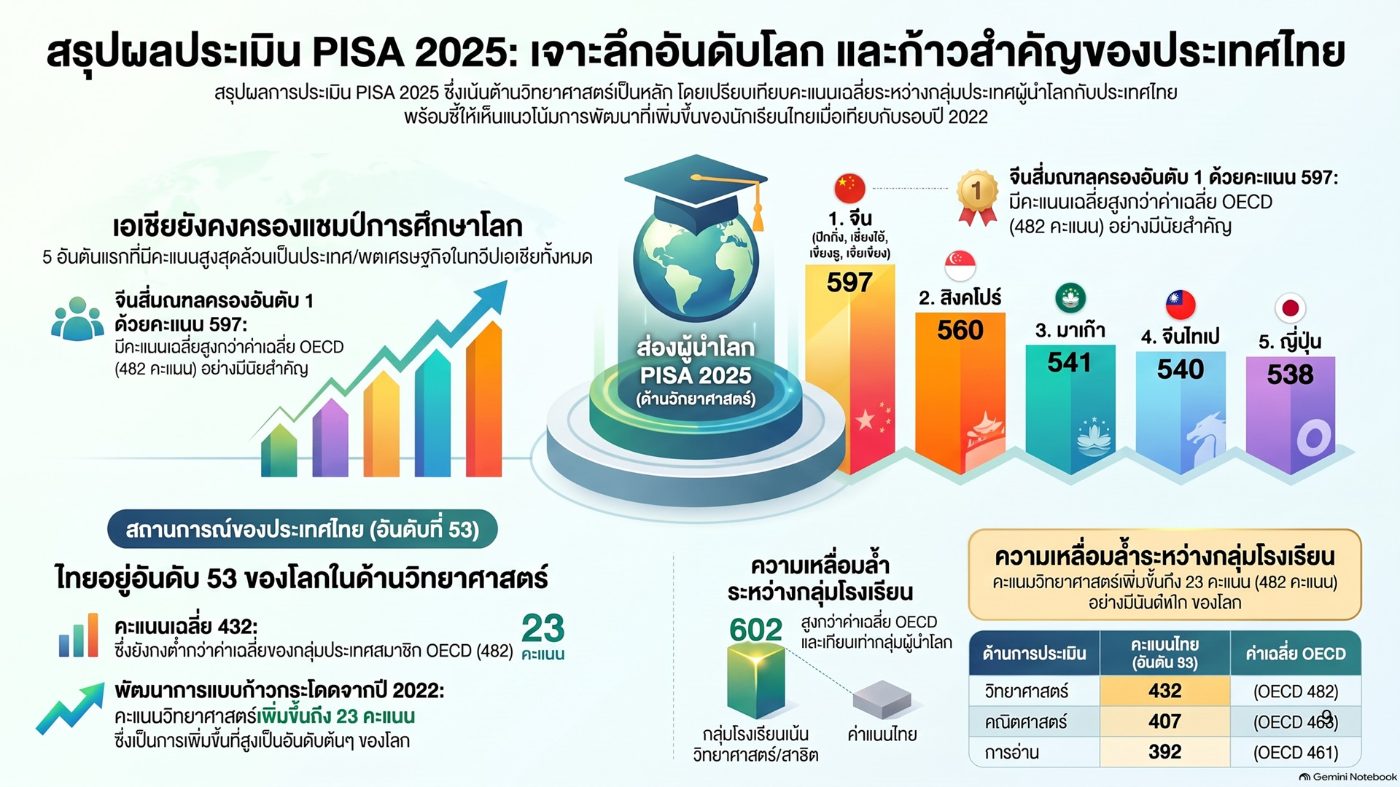 สรุปผลประเมิน PISA 2025: เจาะลึกอันดับโลก และก้าวสำคัญของประเทศไทย
สรุปผลการประเมิน PISA 2025 ซึ่งเน้นด้านวิทยาศาสตร์เป็นหลัก โดยเปรียบเทียบคะแนนเฉลี่ยระหว่างกลุ่มประเทศผู้นำโลกกับประเทศไทย
พร้อมชี้ให้เห็นแนวโน้มการพัฒนาที่เพิ่มขึ้นของนักเรียนไทยเมื่อเทียบกับรอบปี 2022
เอเชียยังคงครองแชมป์การศึกษาโลก
5 อันตันแรกที่มีคะแนนสูงสุดล้วนเป็นประเทศ/พตเศรษฐกิจในทวีปเอเชียทั้งหมด
จีนสี่มณฑลครองอันดับ 1
ด้วยคะแนน 597:
มีคะแนนเฉลี่ยสูงกว่าค่าเฉลี่ย OECD
(482 คะแนน) อย่างมีนัยสำคัญ
ส่องผู้นำโลก
PISA 2025
(ด้านวิทยาศาสตร์)
1. จีน
(ปักกิ่ง, เซี่ยงไฮ้,
เขียงธู, เจ้อเขียง)
597
2. สิงคโปร์
560
3. มาเก๊า
541
4. จีนไทเป
540
5. ญี่ปุ่น
538
1
จีนสี่มณฑลครองอันดับ 1 ด้วยคะแนน 597:
มีคะแนนเฉลี่ยสูงกว่าค่าเฉลี่ย OECD
(482 คะแนน) อย่างมีนัยสำคัญ
สถานการณ์ของประเทศไทย (อันดับที่ 53)
ไทยอยู่อันดับ 53 ของโลกในด้านวิทยาศาสตร์
คะแนนเฉลี่ย 432:
ซึ่งยังกงต่ำกว่าค่าเฉลี่ยของกลุ่มประเทศสมาชิก OECD (482)
23
คะแนน
พัฒนาการแบบก้าวกระโดดจากปี 2022:
คะแนนวิทยาศาสตร์เพิ่มขึ้นถึง 23 คะแนน
ซึ่งเป็นการเพิ่มขึ้นที่สูงเป็นอันดับต้นๆ ของโลก
ความเหลื่อมล้ำ
ระหว่างกลุ่มโรงเรียน
602
สูงกว่าค่าเฉลี่ย OECD
และเทียบเท่ากลุ่มผู้นำโลก
กลุ่มโรงเรียนเน้น
วิทยาศาสตร์/สาธิต
ค่าแนนไทย
ความเหลื่อมล้ำระหว่างกลุ่มโรงเรียน
คะแนมวิทยาศาสตร์เพิ่มขึ้นถึง 23 คะแนน (482 คะแนน)
ของโลก
ด้านการประเมิน
คะแบนไทย
(อันตัน 53)
ค่าเฉลี่ย OECD
วิทยาศาสตร์
432
(OECD 482)
คณิตศาสตร์
407
(OECD 463)
9
การอ่าน
392
(OECD 461)
Gemini Notebook